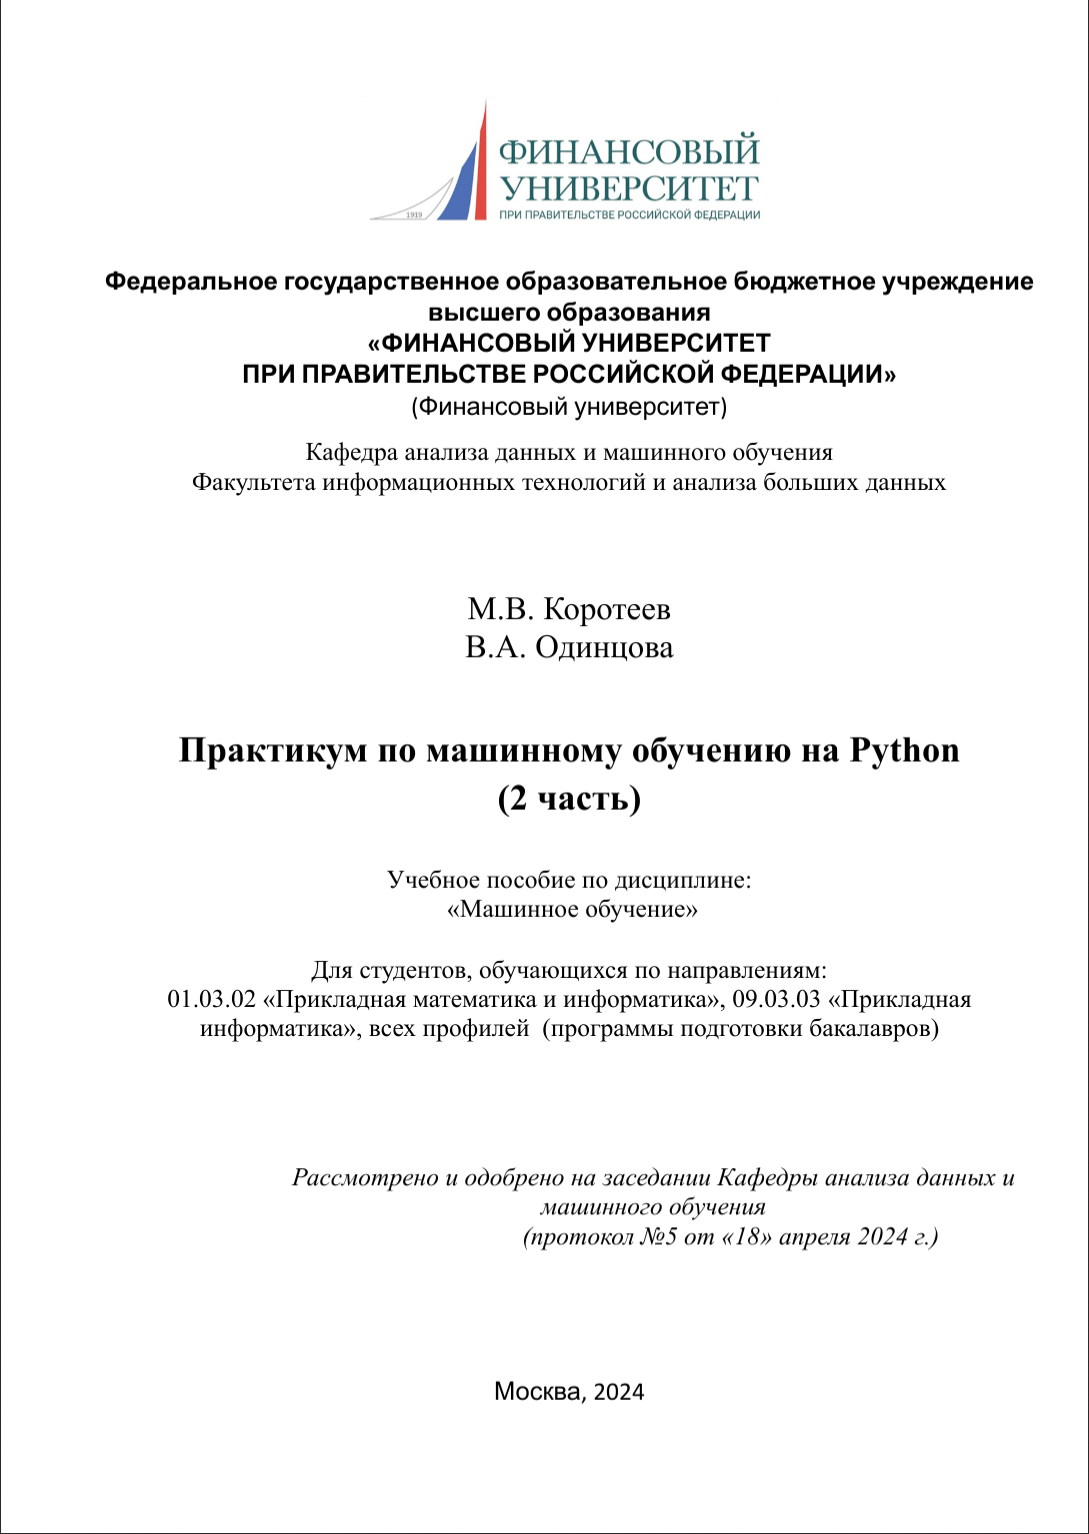 1919
ФИНАНСОВЫЙ
УНИВЕРСИТЕТ
ПРИ ПРАВИТЕЛЬСТВЕ РОССИЙСКОЙ ФЕДЕРАЦИИ
Федеральное государственное образовательное бюджетное учреждение
высшего образования
«ФИНАНСОВЫЙ УНИВЕРСИТЕТ
ПРИ ПРАВИТЕЛЬСТВЕ РОССИЙСКОЙ ФЕДЕРАЦИИ»
(Финансовый университет)
Кафедра анализа данных и машинного обучения
Факультета информационных технологий и анализа больших данных
М.В. Коротеев
В.А. Одинцова
Практикум по машинному обучению на Python
(2 часть)
Учебное пособие по дисциплине:
«Машинное обучение»
Для студентов, обучающихся по направлениям:
01.03.02 «Прикладная математика и информатика», 09.03.03 «Прикладная
информатика», всех профилей (программы подготовки бакалавров)
Рассмотрено и одобрено на заседании Кафедры анализа данных и
машинного обучения
(протокол №5 от «18» апреля 2024 г.)
Москва, 2024